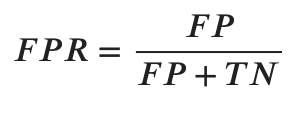 FPR = FP / FP + TN